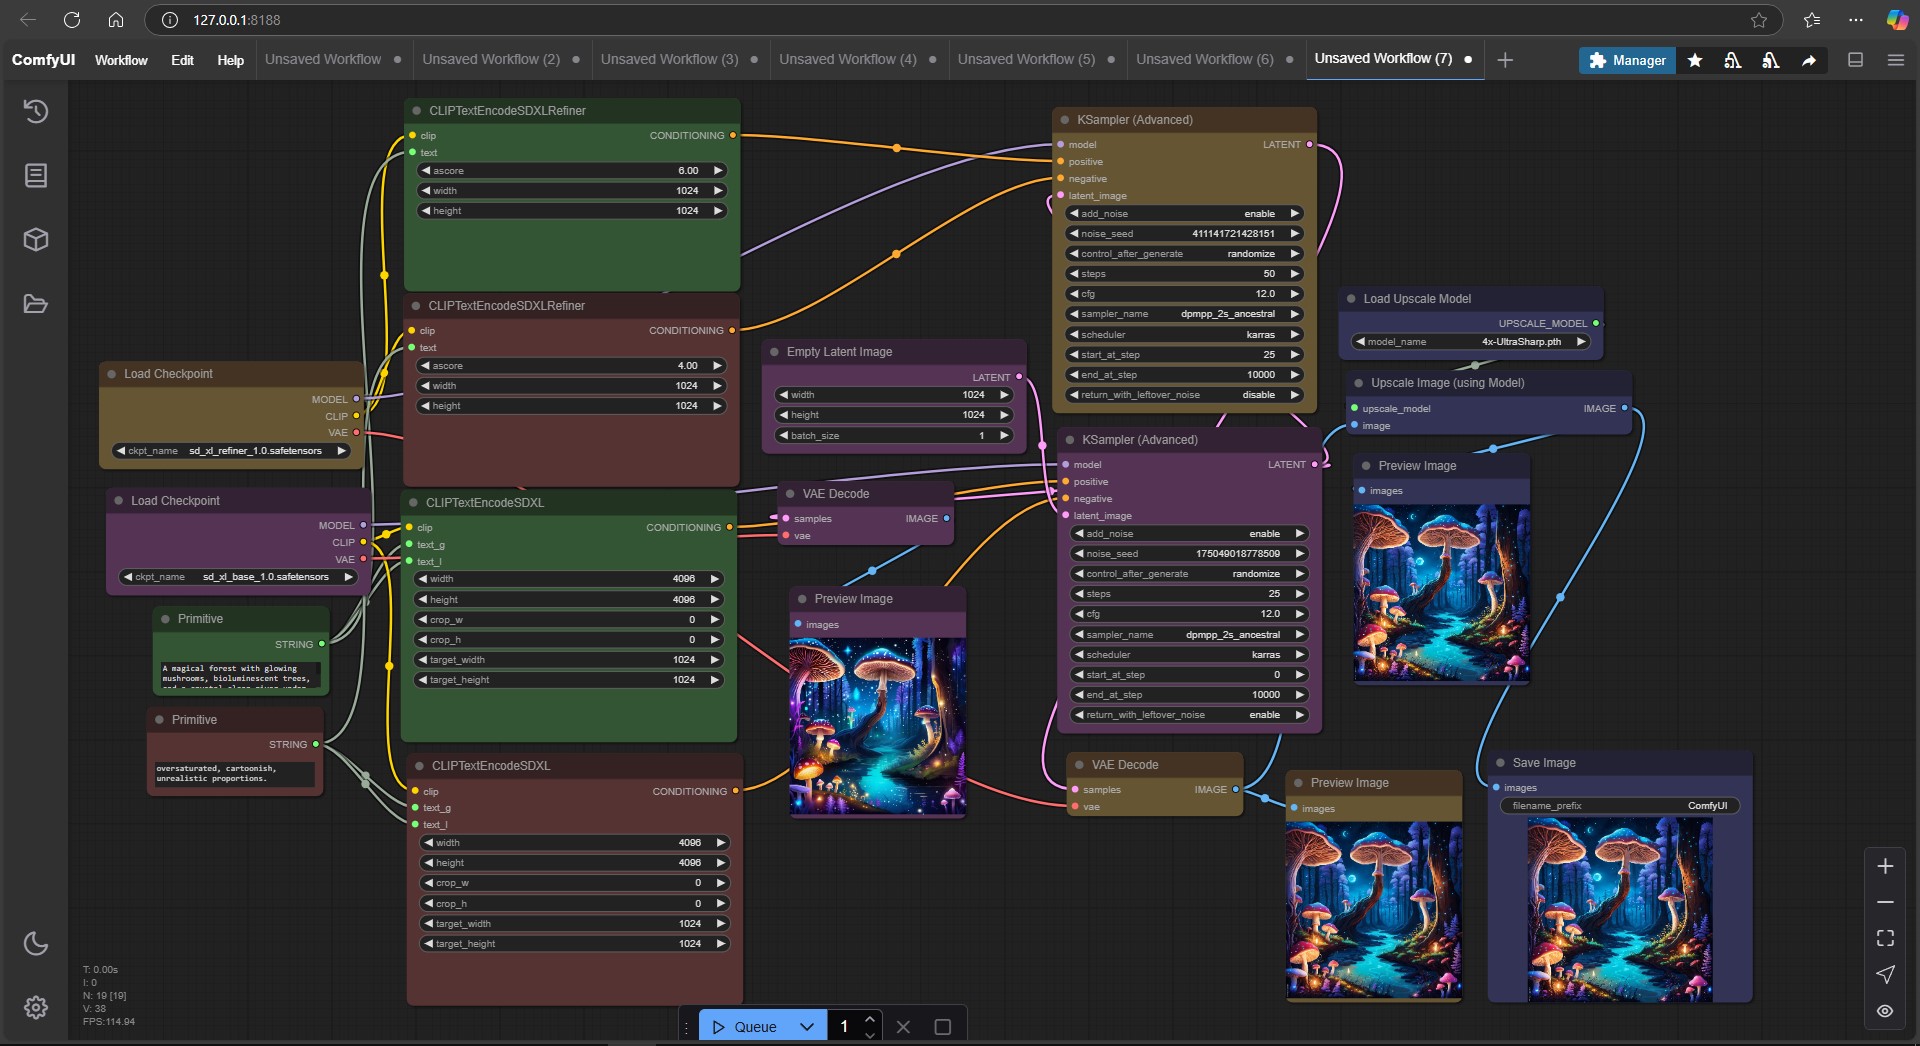 127.0.0.1:8188
ComfyUI Workflow Edit Help Unsaved Workflow Unsaved Workflow (2) Unsaved Workflow (3) Unsaved Workflow (4) Unsaved Workflow (5) Unsaved Workflow (6) Unsaved Workflow (7) Manager
CLIPTextEncodeSDXLRefiner
clip CONDITIONING
text
ascore 6.00
width 1024
height 1024
CLIPTextEncodeSDXLRefiner
clip CONDITIONING
text
ascore 4.00
width 1024
height 1024
Load Checkpoint
MODEL
CLIP
VAE
ckpt_name sd_xl_refiner_1.0.safetensors
Load Checkpoint
MODEL
CLIP
VAE
ckpt_name sd_xl_base_1.0.safetensors
Primitive
STRING
A magical forest with glowing
mushrooms, bioluminescent trees,
Primitive
STRING
oversaturated, cartoonish,
unrealistic proportions.
CLIPTextEncodeSDXL
clip CONDITIONING
text_g
text_l
width 4096
height 4096
crop_w 0
crop_h 0
target_width 1024
target_height 1024
CLIPTextEncodeSDXL
clip CONDITIONING
text_g
text_l
width 4096
height 4096
crop_w 0
crop_h 0
target_width 1024
target_height 1024
Empty Latent Image
LATENT
width 1024
height 1024
batch_size 1
VAE Decode
samples IMAGE
vae
Preview Image
images
KSampler (Advanced)
model LATENT
positive
negative
latent_image
add_noise enable
noise_seed 411141721428151
control_after_generate randomize
steps 50
cfg 12.0
sampler_name dpmpp_2s_ancestral
scheduler karras
start_at_step 25
end_at_step 10000
return_with_leftover_noise disable
KSampler (Advanced)
model LATENT
positive
negative
latent_image
add_noise enable
noise_seed 175049018778509
control_after_generate randomize
steps 25
cfg 12.0
sampler_name dpmpp_2s_ancestral
scheduler karras
start_at_step 0
end_at_step 10000
return_with_leftover_noise enable
VAE Decode
samples IMAGE
vae
Load Upscale Model
UPSCALE_MODEL
model_name 4x-UltraSharp.pth
Upscale Image (using Model)
upscale_model IMAGE
image
Preview Image
images
Preview Image
images
Save Image
images
filename_prefix ComfyUI
T: 0.00s
I: 0
N: 19 [19]
V: 38
FPS:114.94
Queue 1